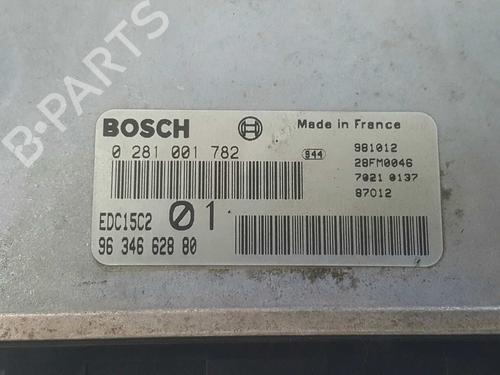 B-PARTS
BOSCH
Made in France
0 281 001 782
944
981012
28FM0046
7021 0137
87012
EDC15C2
01
96 346 628 80